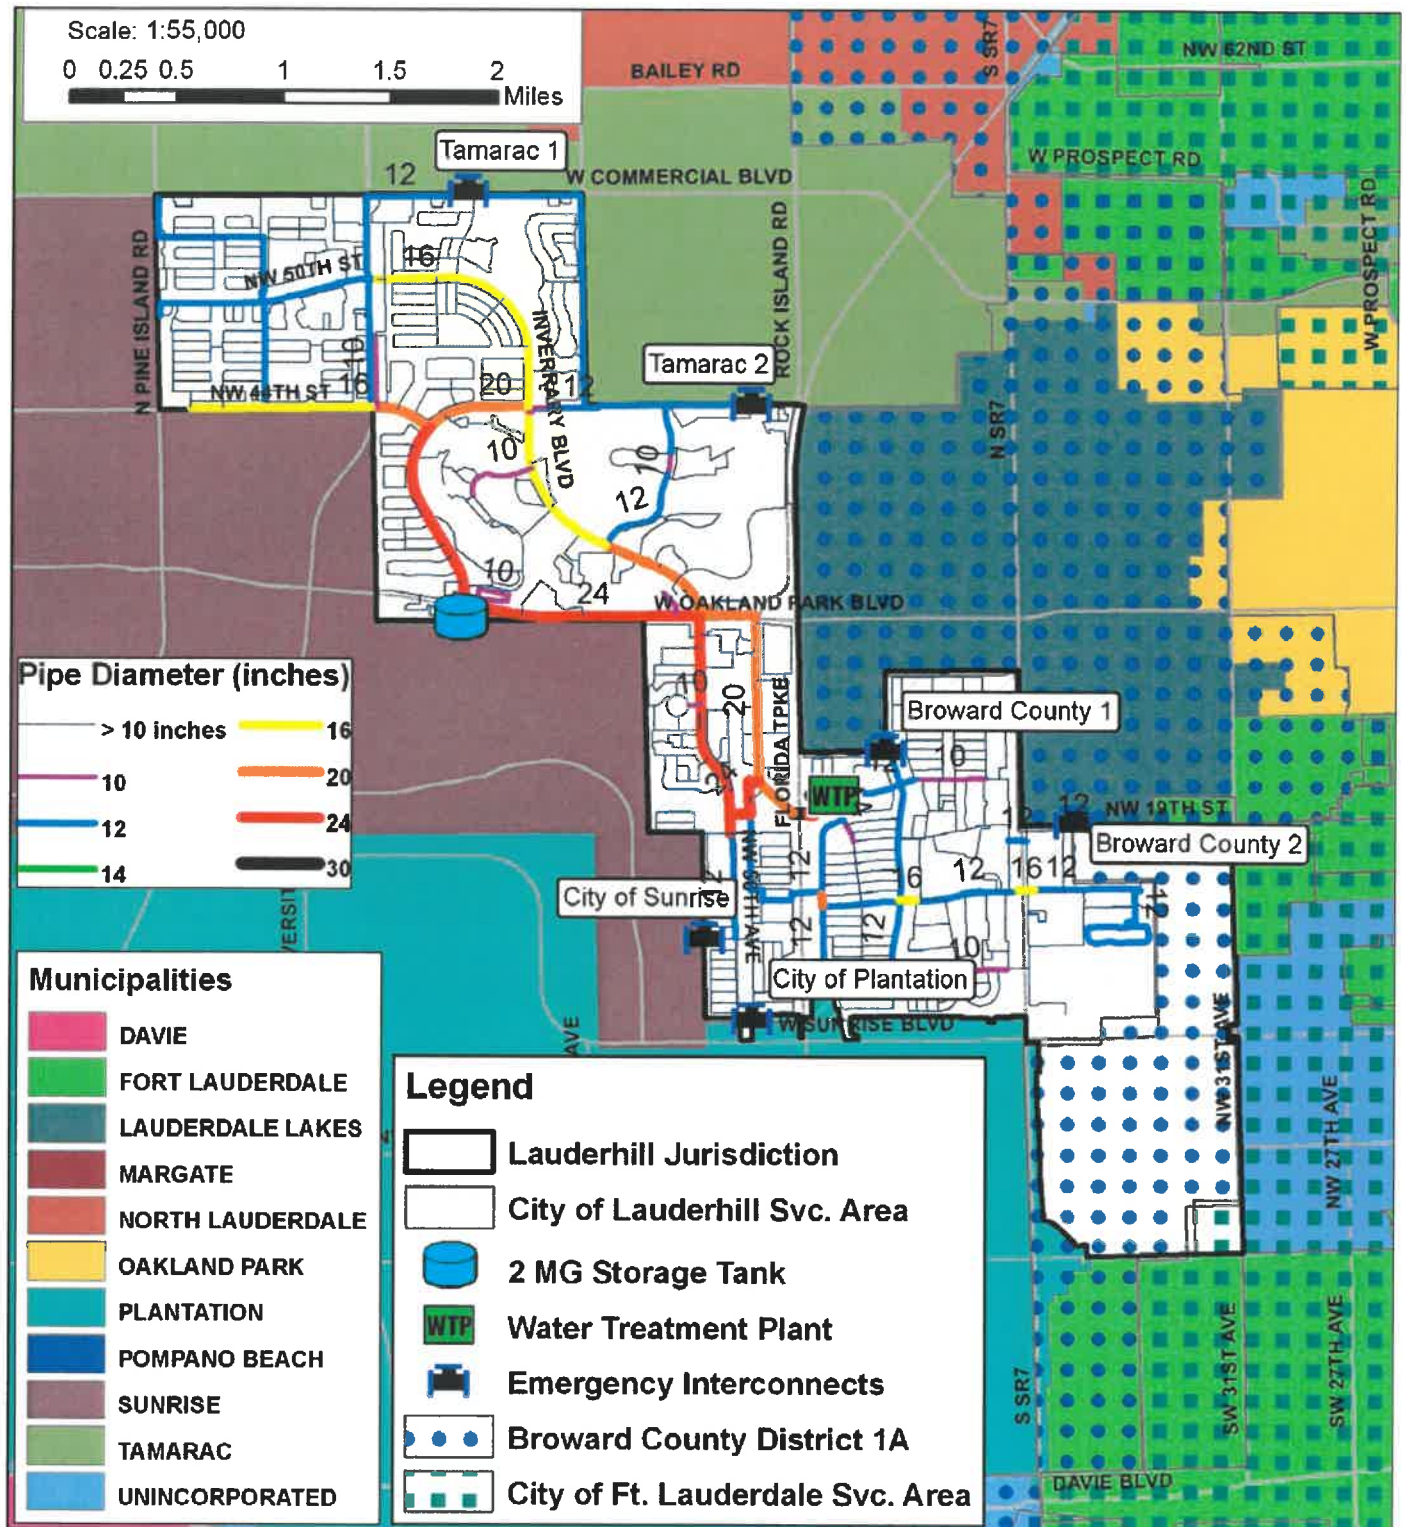 Scale: 1:55,000
0 0.25 0.5 1 1.5 2
Miles
BAILEY RD
S SR7
NW 62ND ST
Tamarac 1
12
W COMMERCIAL BLVD
W PROSPECT RD
W PROSPECT RD
N PINE ISLAND RD
NW 50TH ST
16
ROCK ISLAND RD
INVERRARY BLVD
10
16
NW 44TH ST
20
12
Tamarac 2
N SR7
10
10
12
10
24
W OAKLAND PARK BLVD
Pipe Diameter (inches)
> 10 inches
16
10
20
12
24
14
30
10
20
FLORIDA TPKE
Broward County 1
12
10
24
WTP
12
12
NW 19TH ST
Broward County 2
12
12
16
12
12
City of Sunrise
12
NW 56TH AVE
12
12
10
City of Plantation
W SUNRISE BLVD
AVE
NW 31ST AVE
NW 27TH AVE
Municipalities
DAVIE
FORT LAUDERDALE
LAUDERDALE LAKES
MARGATE
NORTH LAUDERDALE
OAKLAND PARK
PLANTATION
POMPANO BEACH
SUNRISE
TAMARAC
UNINCORPORATED
Legend
Lauderhill Jurisdiction
City of Lauderhill Svc. Area
2 MG Storage Tank
WTP
Water Treatment Plant
Emergency Interconnects
Broward County District 1A
City of Ft. Lauderdale Svc. Area
S SR7
SW 31ST AVE
SW 27TH AVE
DAVIE BLVD